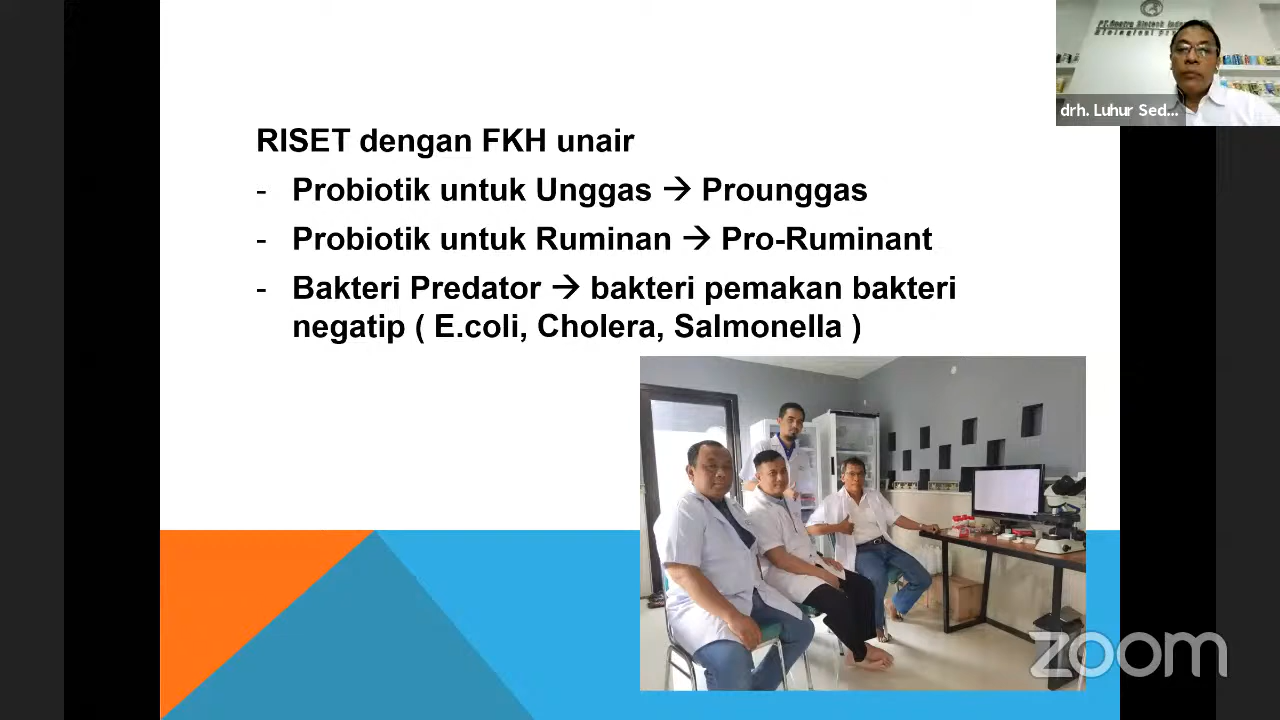 RISET dengan FKH unair
- Probiotik untuk Unggas → Prounggas
- Probiotik untuk Ruminan → Pro-Ruminant
- Bakteri Predator → bakteri pemakan bakteri
negatip ( E.coli, Cholera, Salmonella )
drh. Luhur Sed...
zoom